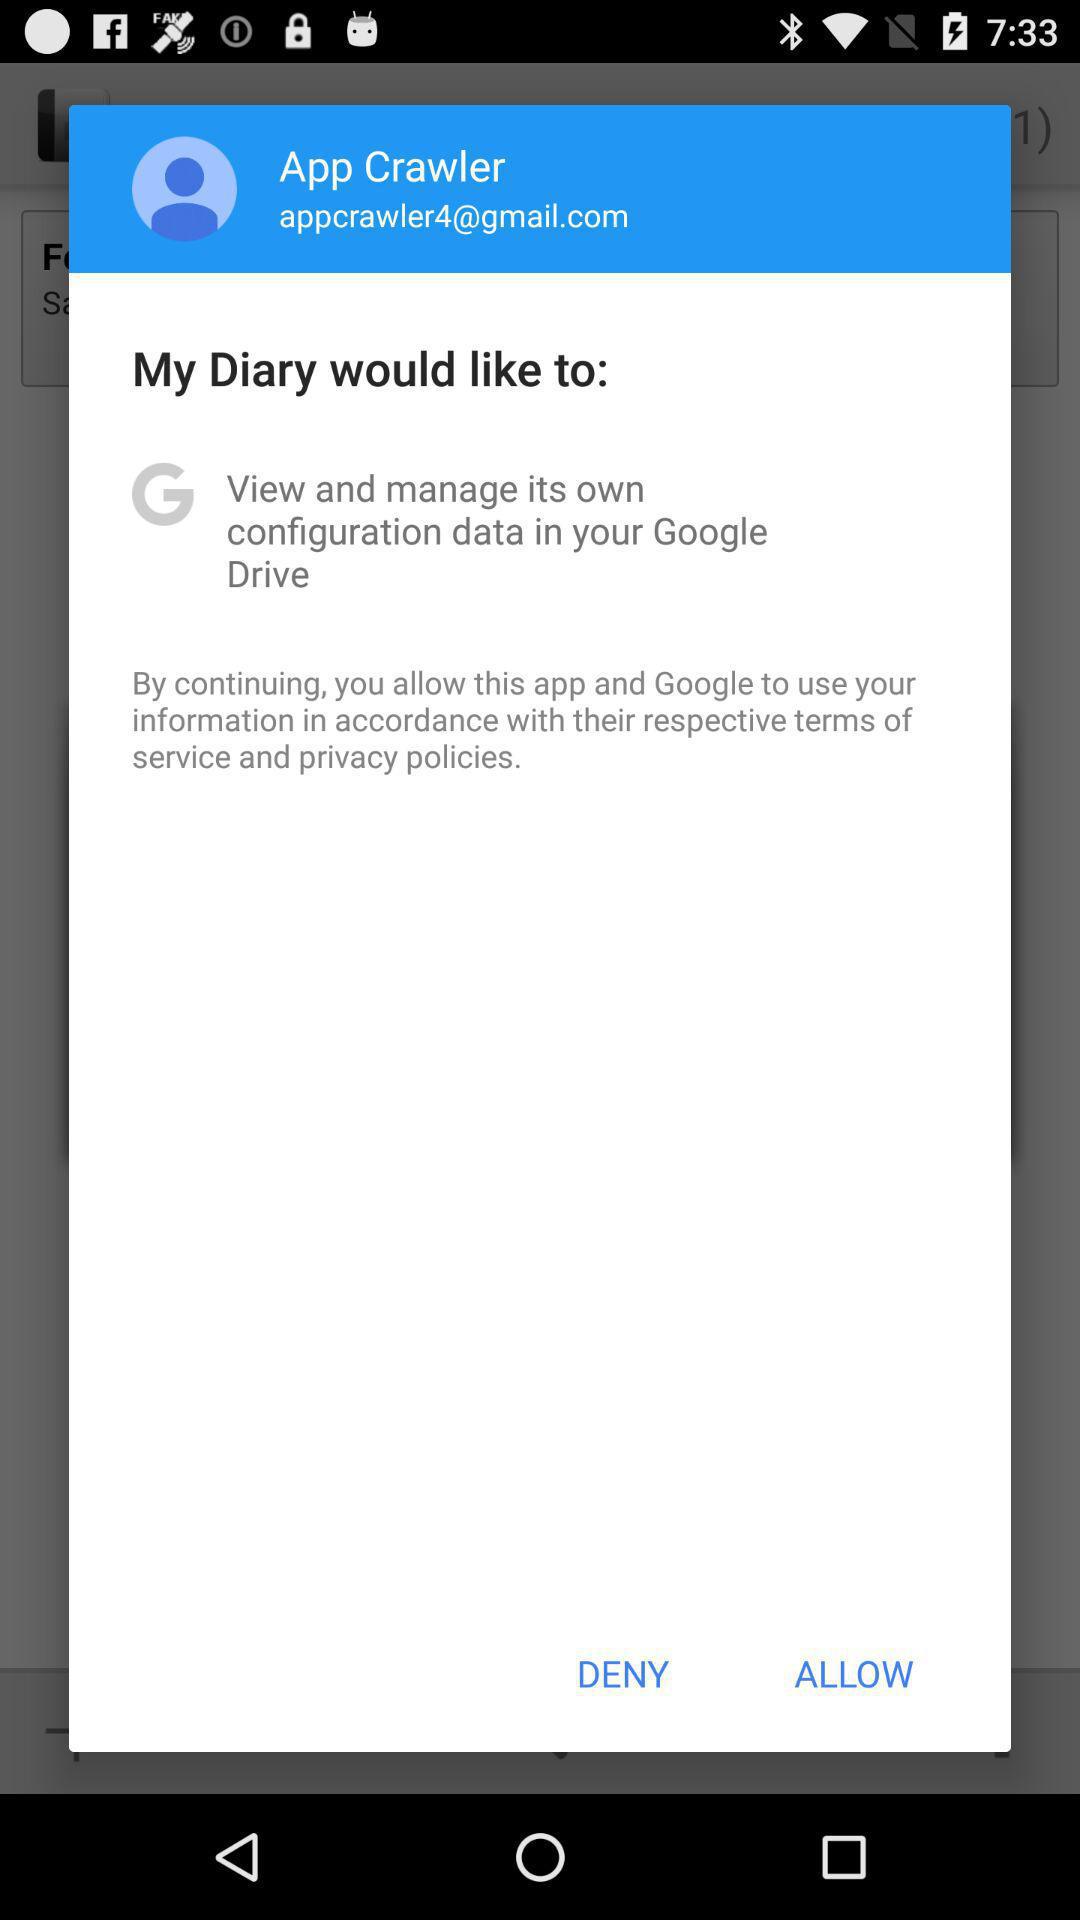 FAKE
7:33
1)
App Crawler
appcrawler4@gmail.com
My Diary would like to:
View and manage its own
configuration data in your Google
Drive
By continuing, you allow this app and Google to use your
information in accordance with their respective terms of
service and privacy policies.
DENY ALLOW